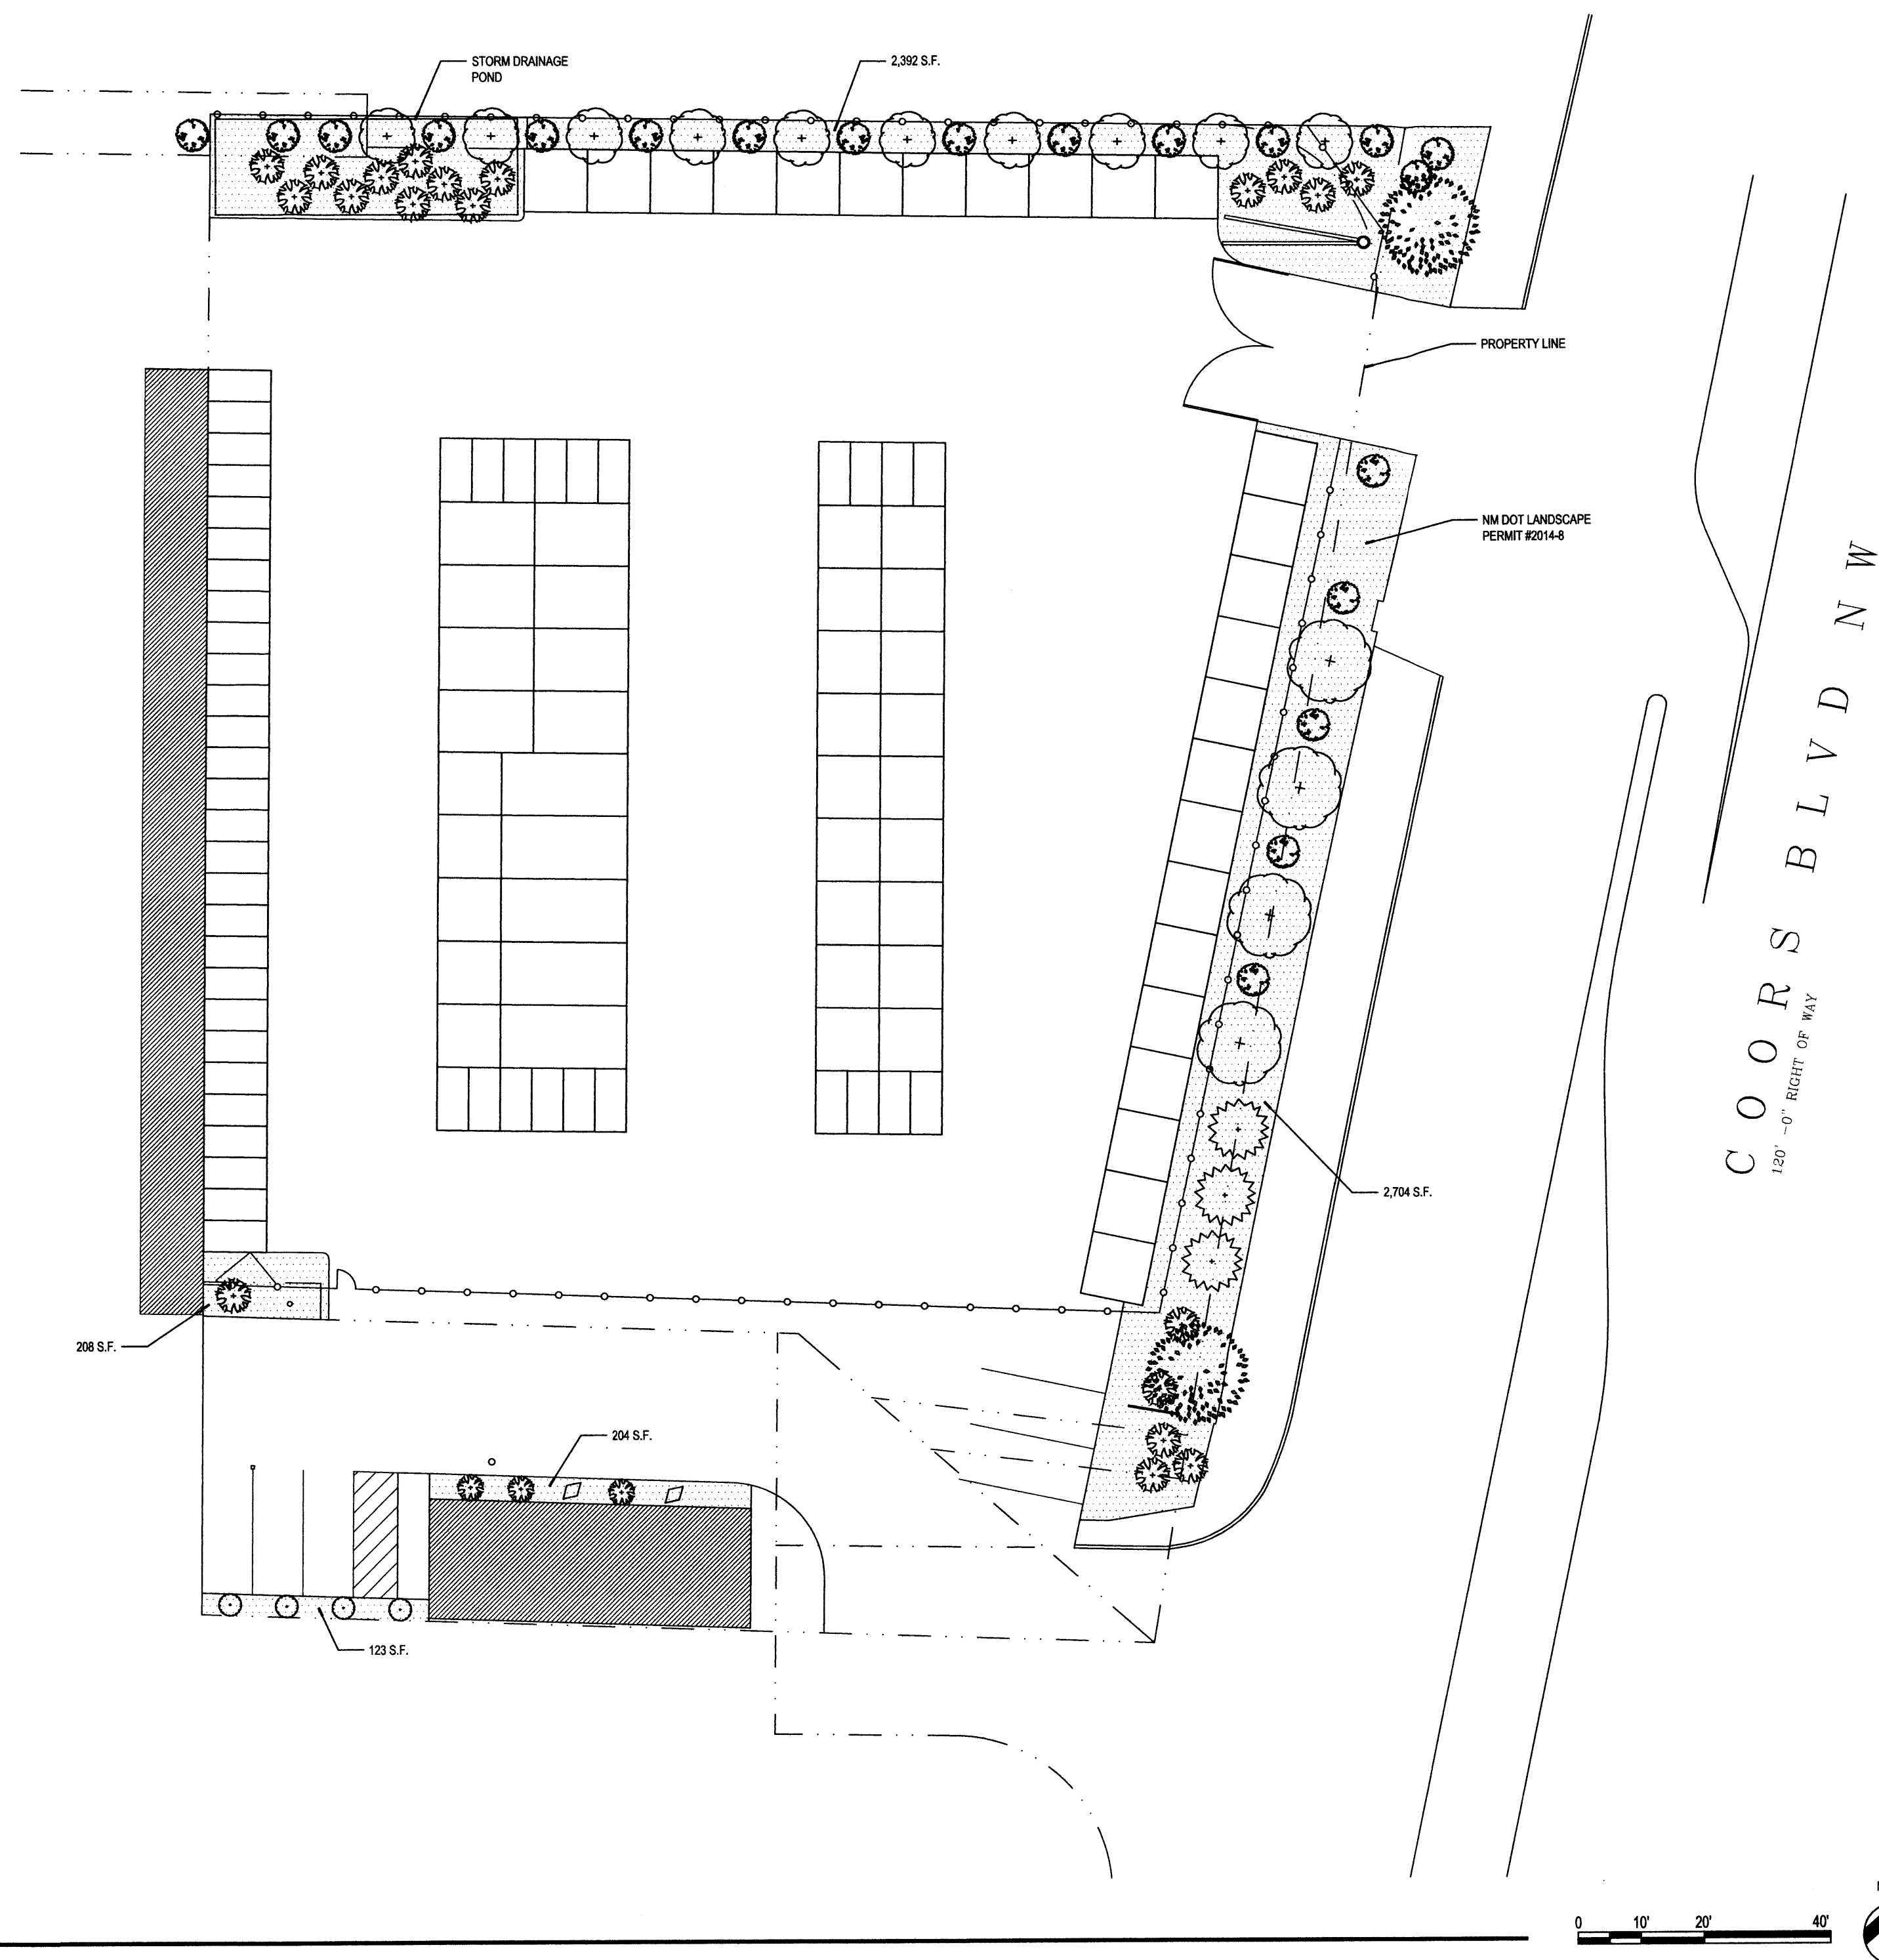 STORM DRAINAGE
POND
2,392 S.F.
PROPERTY LINE
NM DOT LANDSCAPE
PERMIT #2014-8
COORS BLVD NW
120' -0" RIGHT OF WAY
2,704 S.F.
208 S.F.
204 S.F.
123 S.F.
0 10' 20' 40'